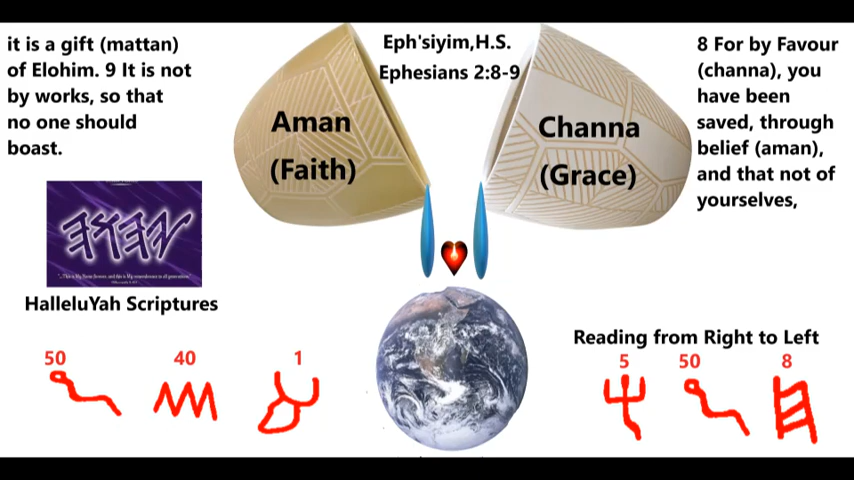 Eph'siyim,H.S.
Ephesians 2:8-9
8 For by Favour
(channa), you
have been
saved, through
belief (aman),
and that not of
yourselves,
it is a gift (mattan)
of Elohim. 9 It is not
by works, so that
no one should
boast.
Aman
(Faith)
Channa
(Grace)
HalleluYah Scriptures
Reading from Right to Left
50 40 1
5 50 8